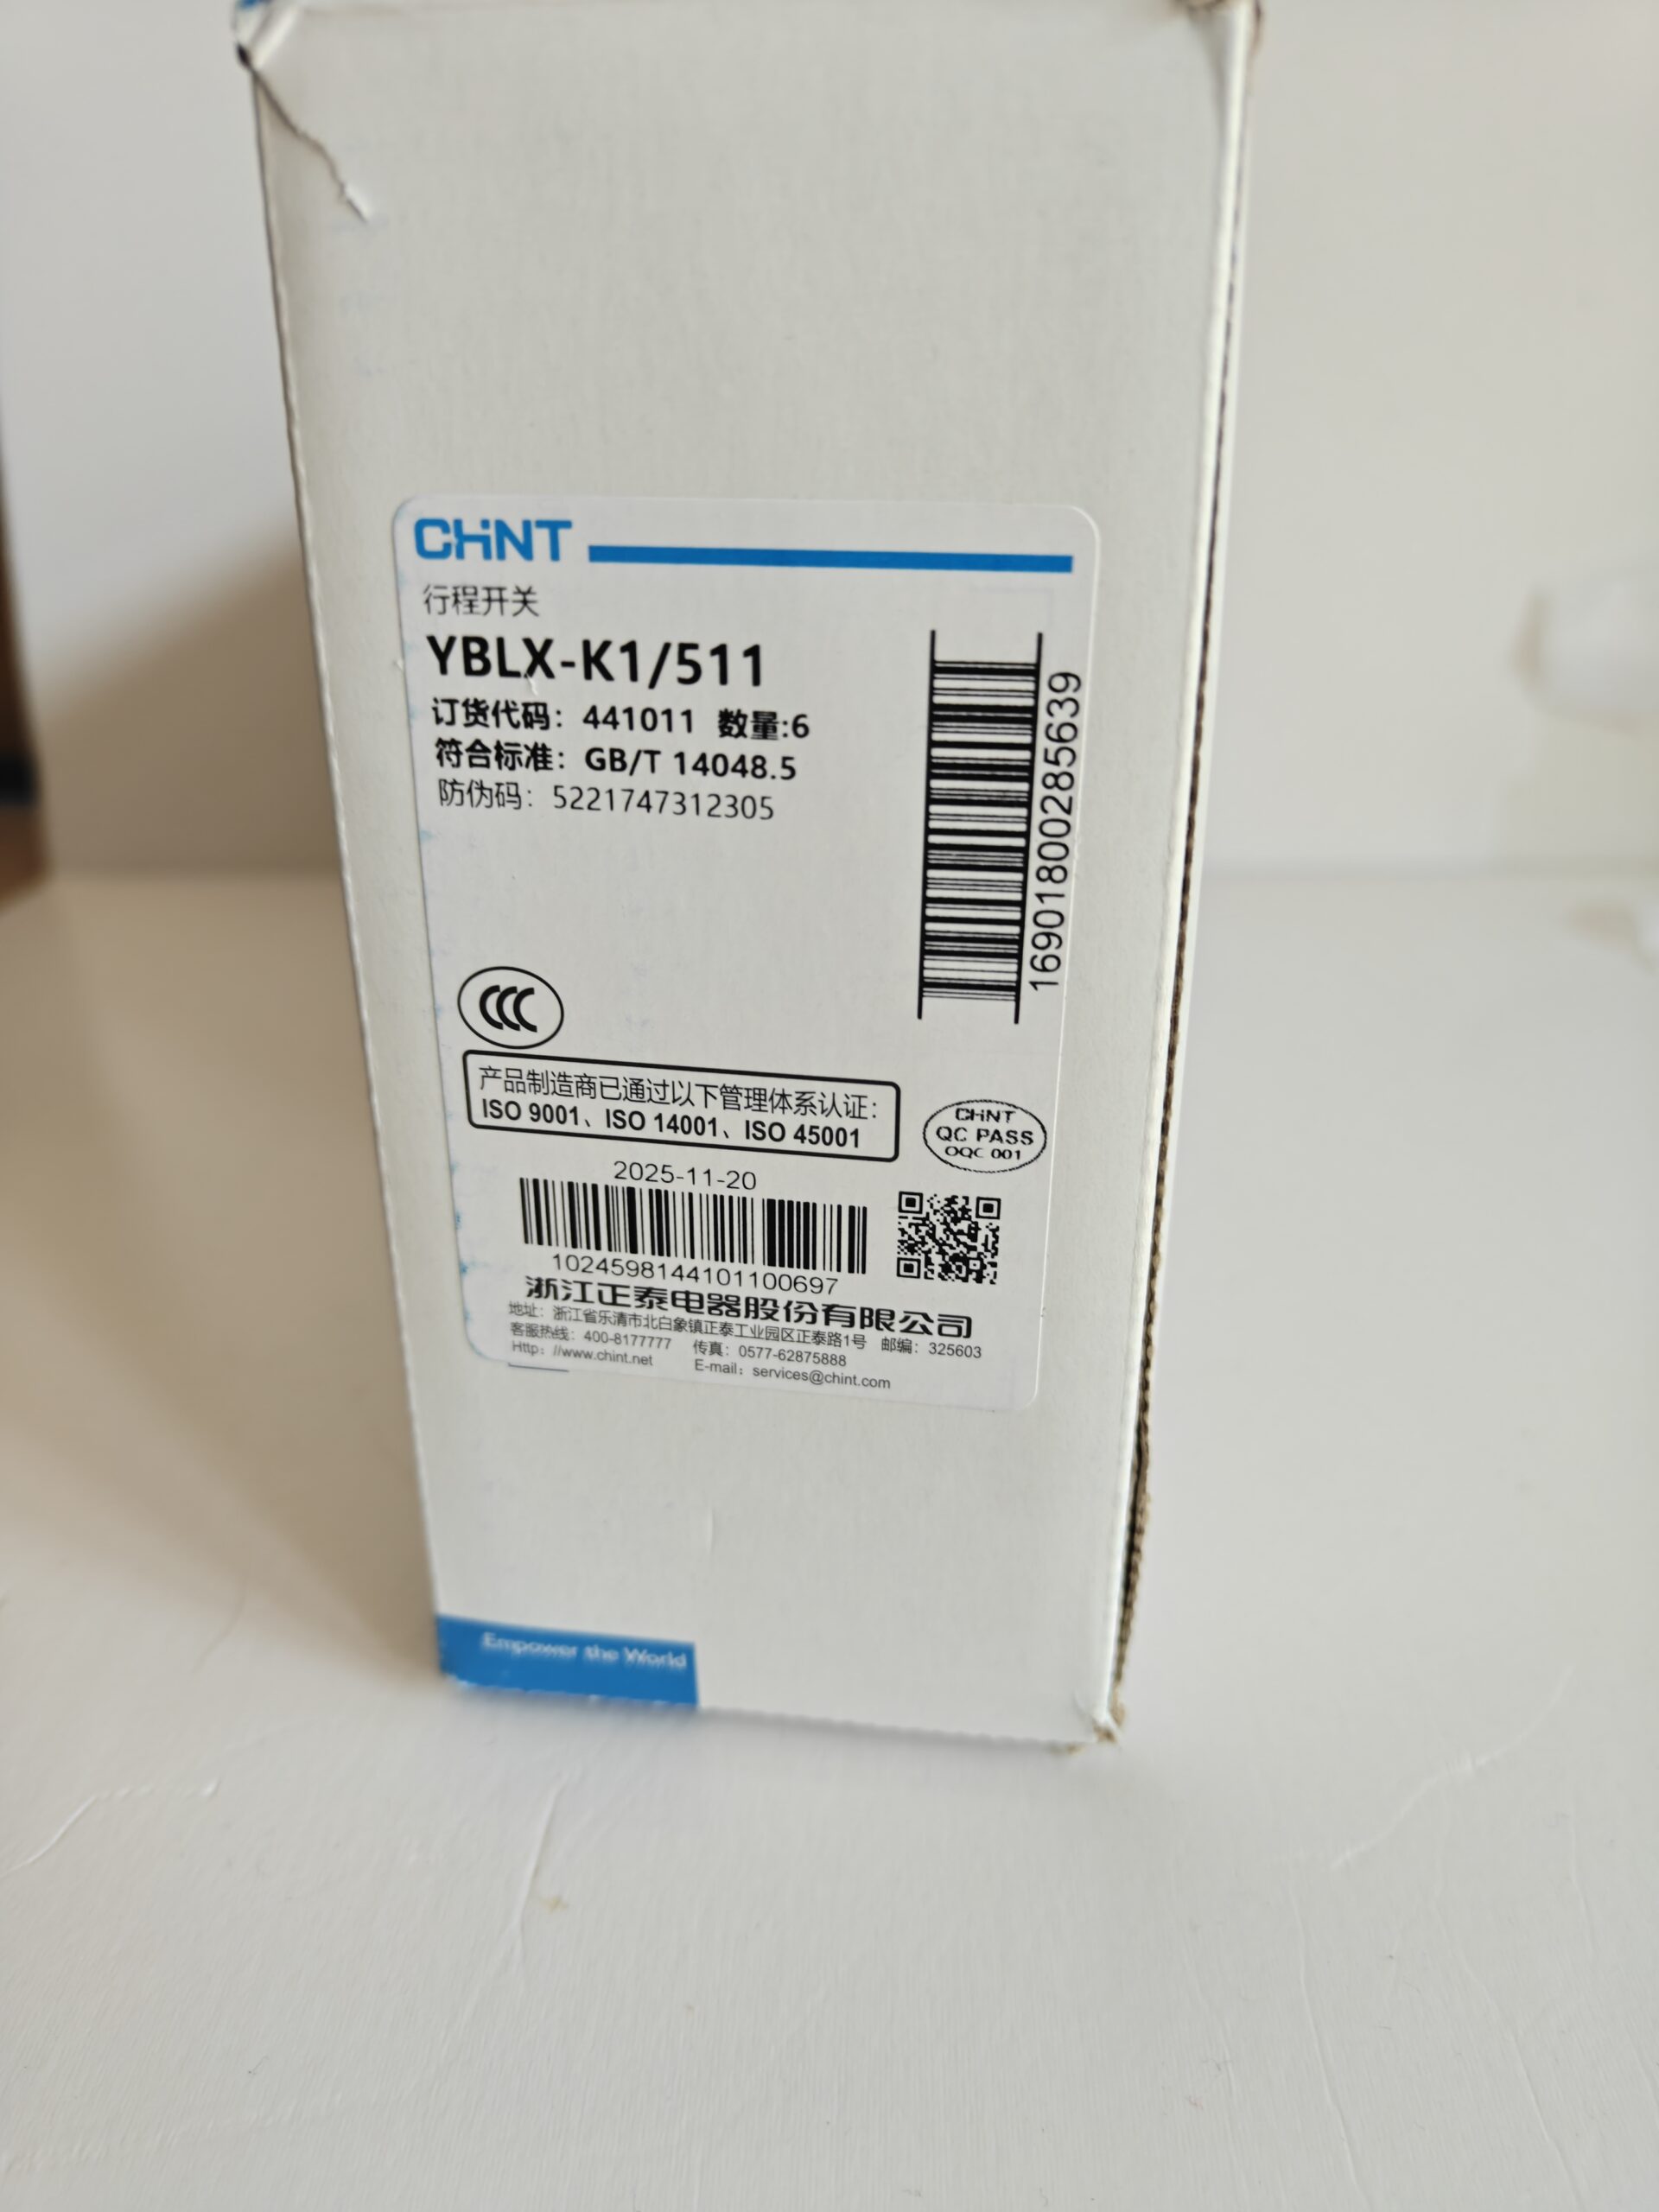 CHNT
行程开关
YBLX-K1/511
订货代码：441011 数量:6
符合标准：GB/T 14048.5
防伪码：5221747312305
16901800285639
CCC
产品制造商已通过以下管理体系认证：
ISO 9001、ISO 14001、ISO 45001
CHNT
QC PASS
OQC 001
2025-11-20
1024598144101100697
浙江正泰电器股份有限公司
地址：浙江省乐清市北白象镇正泰工业园区正泰路1号 邮编：325603
客服热线：400-8177777 传真：0577-62875888
Http：//www.chint.net E-mail：services@chint.com
Empower the World